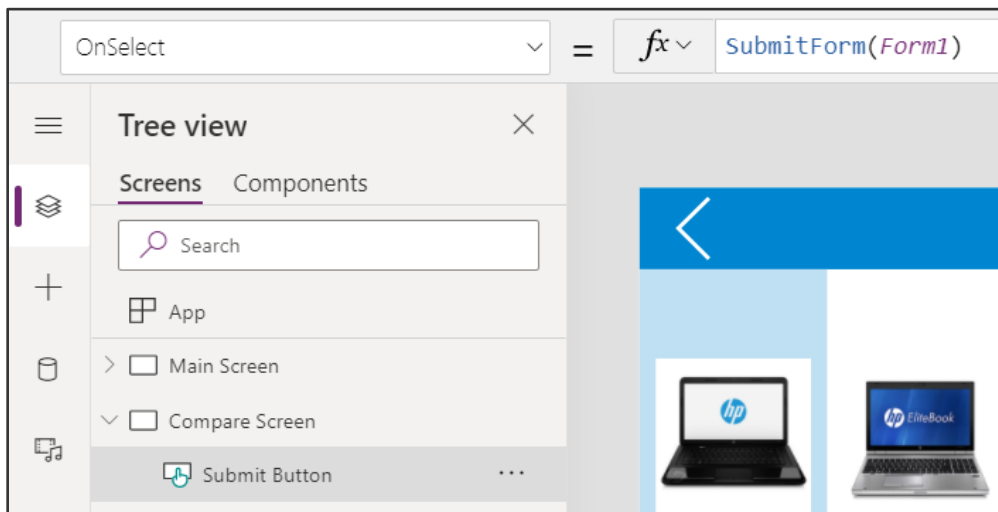 OnSelect = fx SubmitForm(Form1)
Tree view
Screens Components
Search
App
Main Screen
Compare Screen
Submit Button
hp
hp EliteBook